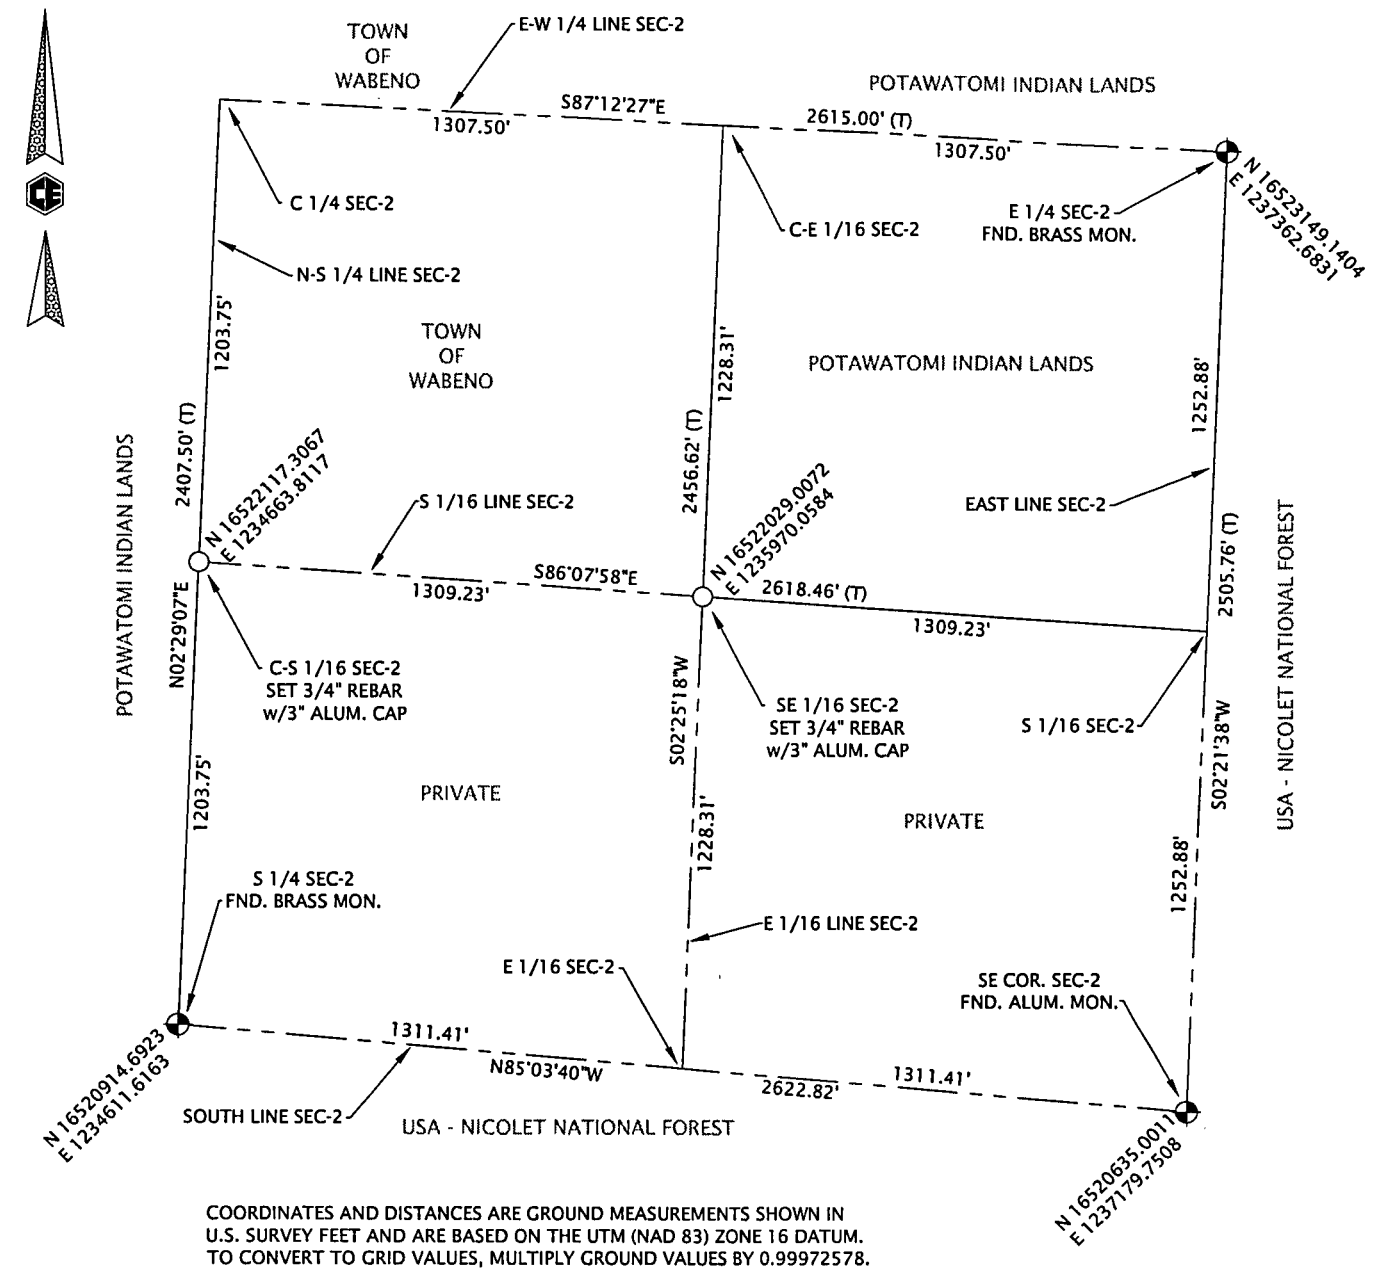 TOWN
OF
WABENO
E-W 1/4 LINE SEC-2
POTAWATOMI INDIAN LANDS
S87°12'27"E
1307.50'
2615.00' (T)
1307.50'
CE
C 1/4 SEC-2
C-E 1/16 SEC-2
E 1/4 SEC-2
FND. BRASS MON.
N 16523149.1404
E 1237362.6831
N-S 1/4 LINE SEC-2
1203.75'
TOWN
OF
WABENO
1228.31'
POTAWATOMI INDIAN LANDS
1252.88'
2407.50' (T)
N 16522117.3067
E 1234663.8117
S 1/16 LINE SEC-2
2456.62' (T)
N 16522029.0072
E 1235970.0584
EAST LINE SEC-2
2505.76' (T)
POTAWATOMI INDIAN LANDS
USA - NICOLET NATIONAL FOREST
S86°07'58"E
1309.23'
2618.46' (T)
1309.23'
N02°29'07"E
C-S 1/16 SEC-2
SET 3/4" REBAR
w/3" ALUM. CAP
S02°25'18"W
SE 1/16 SEC-2
SET 3/4" REBAR
w/3" ALUM. CAP
S 1/16 SEC-2
S02°21'38"W
1203.75'
PRIVATE
1228.31'
PRIVATE
1252.88'
S 1/4 SEC-2
FND. BRASS MON.
E 1/16 LINE SEC-2
E 1/16 SEC-2
SE COR. SEC-2
FND. ALUM. MON.
N 16520914.6923
E 1234611.6163
1311.41'
N85°03'40"W
2622.82'
1311.41'
SOUTH LINE SEC-2
USA - NICOLET NATIONAL FOREST
N 16520635.0011
E 1237179.7508
COORDINATES AND DISTANCES ARE GROUND MEASUREMENTS SHOWN IN
U.S. SURVEY FEET AND ARE BASED ON THE UTM (NAD 83) ZONE 16 DATUM.
TO CONVERT TO GRID VALUES, MULTIPLY GROUND VALUES BY 0.99972578.